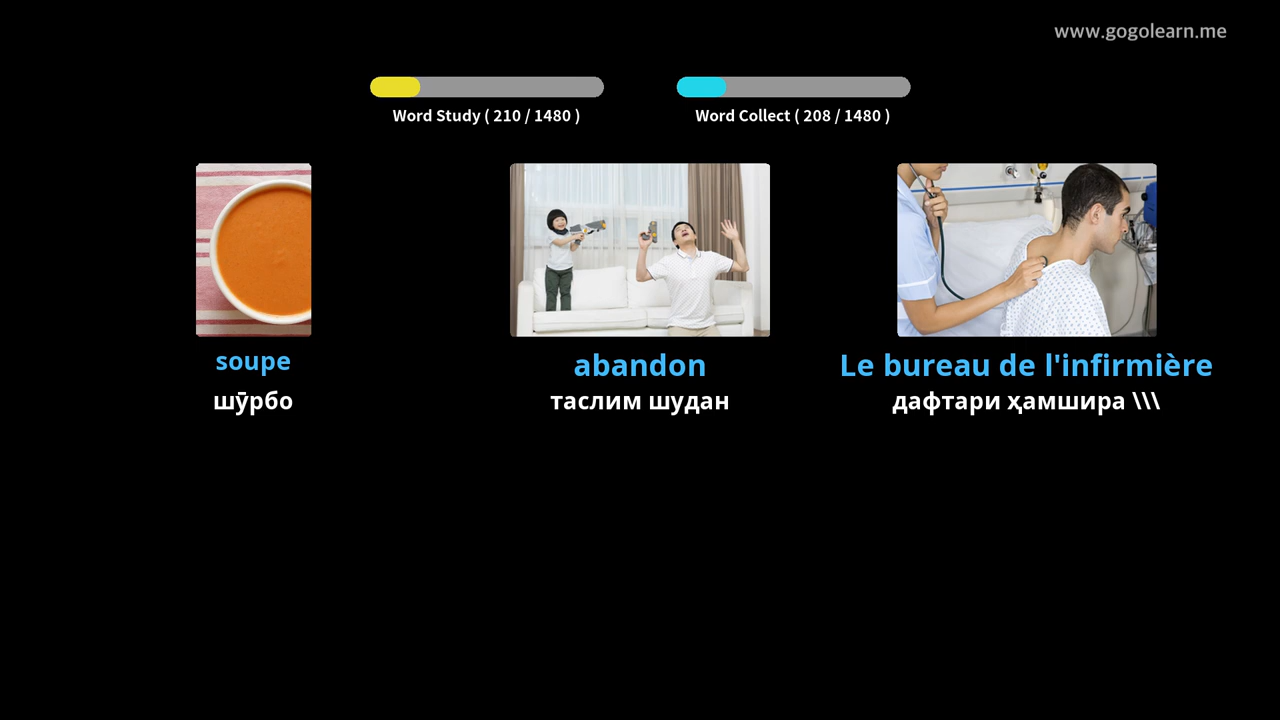 www.gogolearn.me
Word Study ( 210 / 1480 )
Word Collect ( 208 / 1480 )
soupe
шӯрбо
abandon
таслим шудан
Le bureau de l'infirmière
дафтари ҳамшира \\\